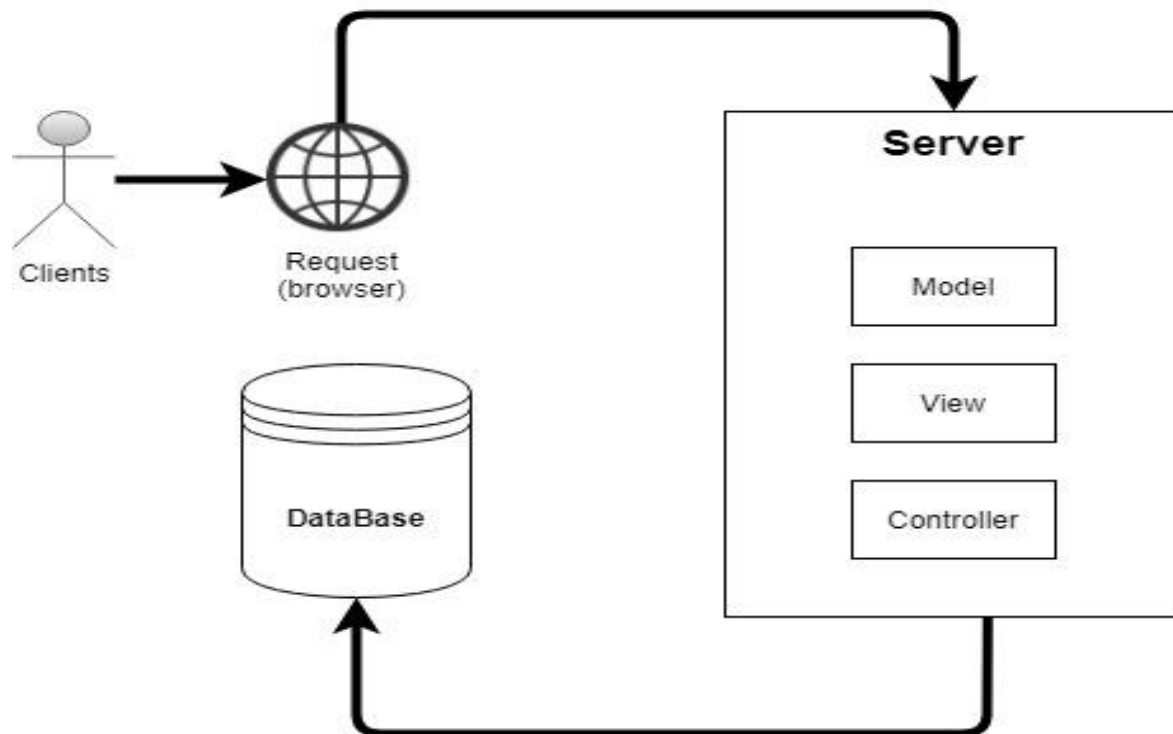 Server
Clients
Request
(browser)
Model
View
Controller
DataBase